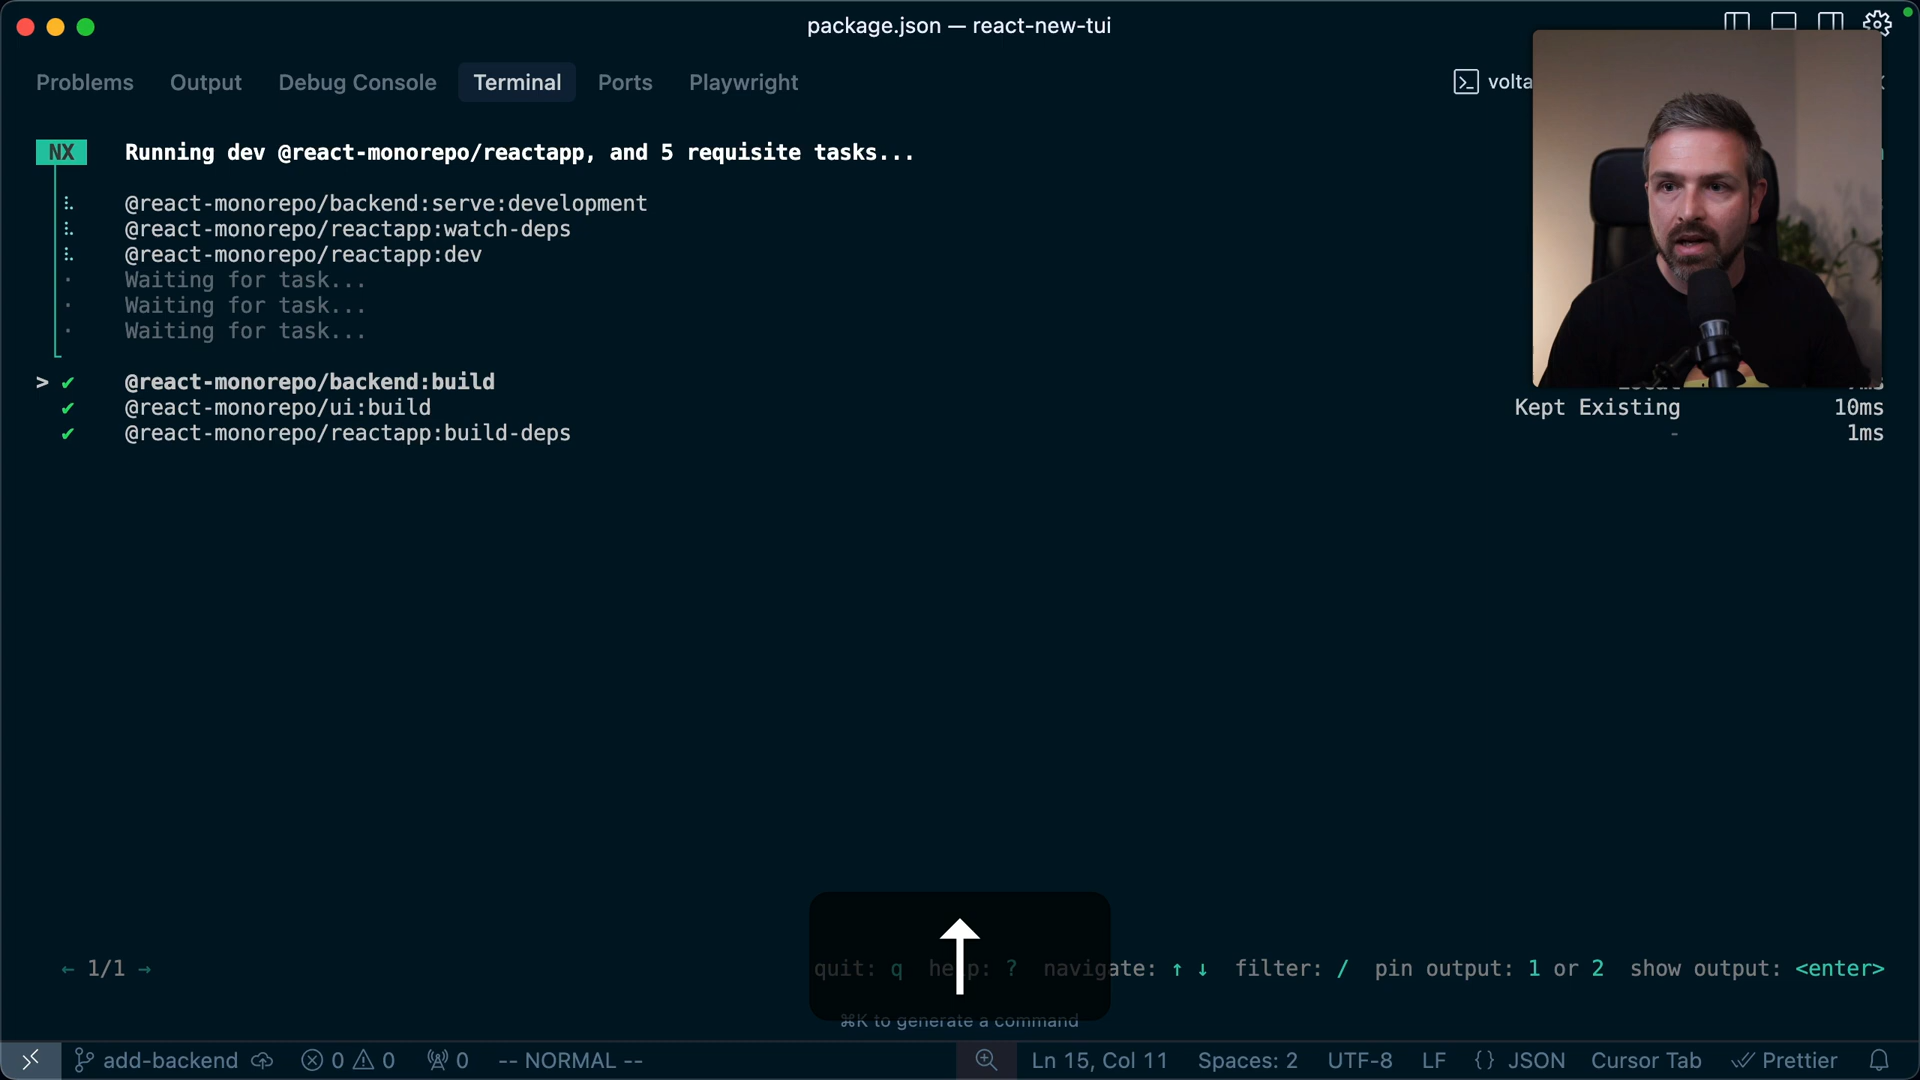 package.json — react-new-tui
Problems Output Debug Console Terminal Ports Playwright
volta
NX Running dev @react-monorepo/reactapp, and 5 requisite tasks...
@react-monorepo/backend:serve:development
@react-monorepo/reactapp:watch-deps
@react-monorepo/reactapp:dev
Waiting for task...
Waiting for task...
Waiting for task...
> ✔ @react-monorepo/backend:build
✔ @react-monorepo/ui:build Kept Existing 10ms
✔ @react-monorepo/reactapp:build-deps - 1ms
← 1/1 → quit: q help: ? navigate: ↑ ↓ filter: / pin output: 1 or 2 show output: <enter>
⌘K to generate a command
add-backend 0 0 0 -- NORMAL -- Ln 15, Col 11 Spaces: 2 UTF-8 LF {} JSON Cursor Tab Prettier